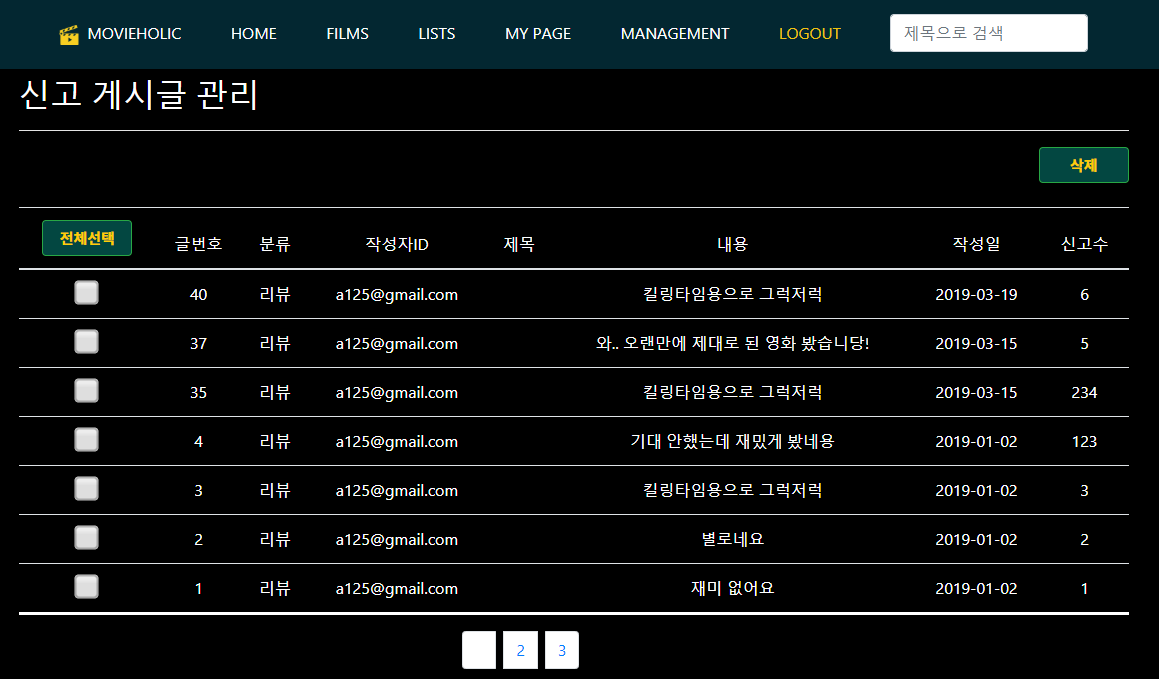 MOVIEHOLIC HOME FILMS LISTS MY PAGE MANAGEMENT LOGOUT 제목으로 검색
신고 게시글 관리
삭제
전체선택 글번호 분류 작성자ID 제목 내용 작성일 신고수
40 리뷰 a125@gmail.com 킬링타임용으로 그럭저럭 2019-03-19 6
37 리뷰 a125@gmail.com 와.. 오랜만에 제대로 된 영화 봤습니당! 2019-03-15 5
35 리뷰 a125@gmail.com 킬링타임용으로 그럭저럭 2019-03-15 234
4 리뷰 a125@gmail.com 기대 안했는데 재밌게 봤네용 2019-01-02 123
3 리뷰 a125@gmail.com 킬링타임용으로 그럭저럭 2019-01-02 3
2 리뷰 a125@gmail.com 별로네요 2019-01-02 2
1 리뷰 a125@gmail.com 재미 없어요 2019-01-02 1
2 3